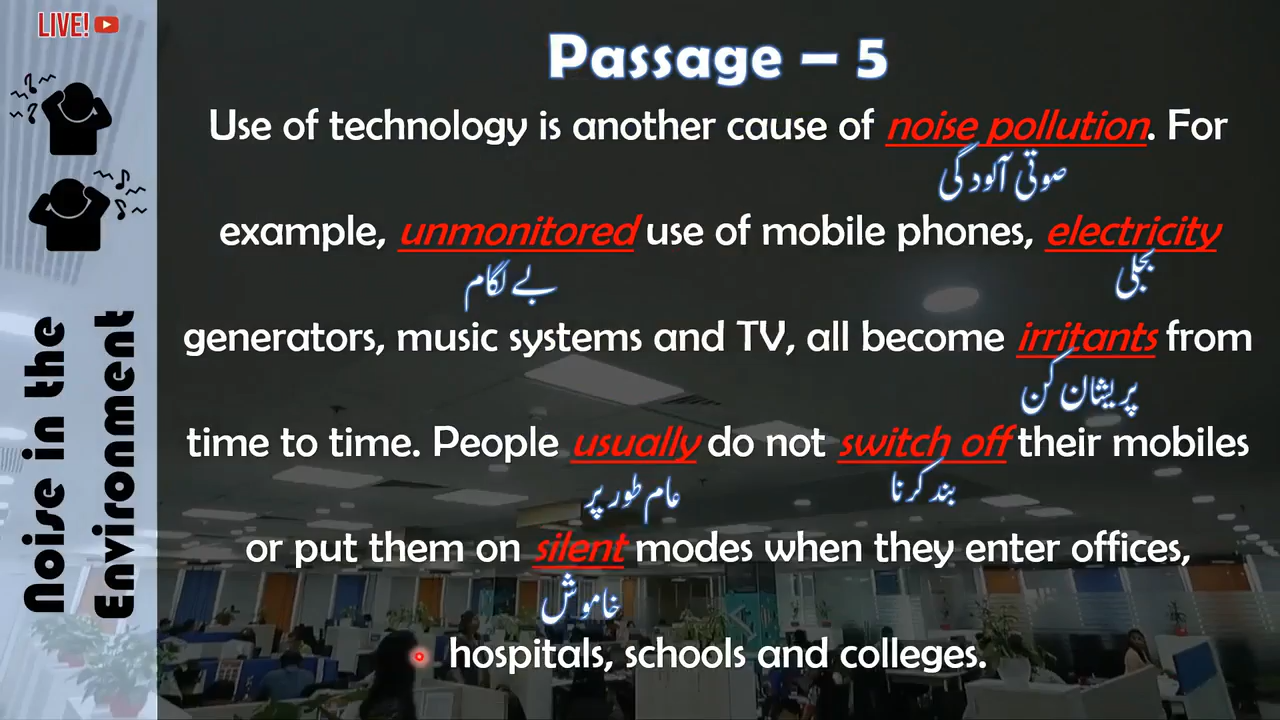 LIVE!
Passage – 5
Use of technology is another cause of noise pollution. For
صوتی آلودگی
example, unmonitored use of mobile phones, electricity
بے لگام بجلی
generators, music systems and TV, all become irritants from
پریشان کن
time to time. People usually do not switch off their mobiles
عام طور پر بند کرنا
or put them on silent modes when they enter offices,
خاموش
hospitals, schools and colleges.
Noise in the
Environment